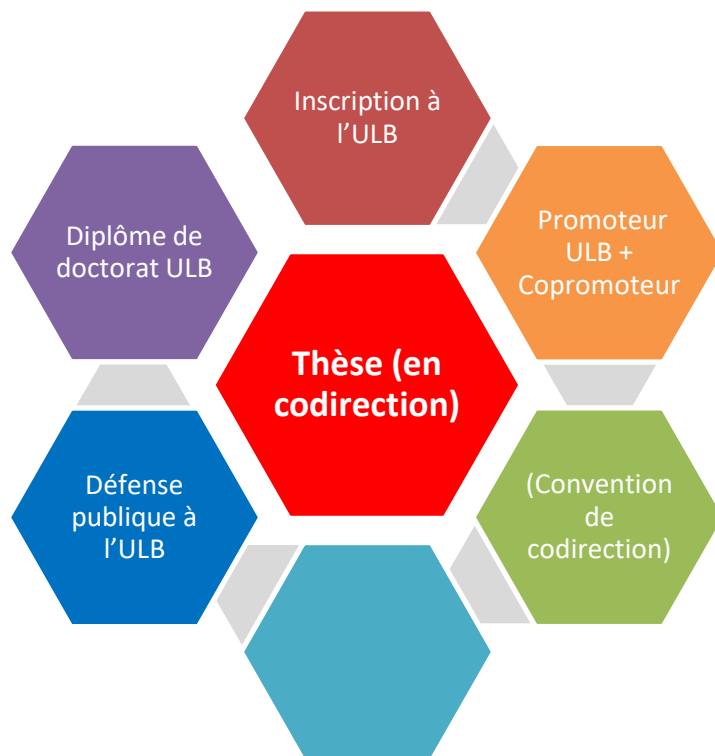 Inscription à
l’ULB
Promoteur
ULB +
Copromoteur
(Convention
de
codirection)
Défense
publique à
l’ULB
Diplôme de
doctorat ULB
Thèse (en
codirection)